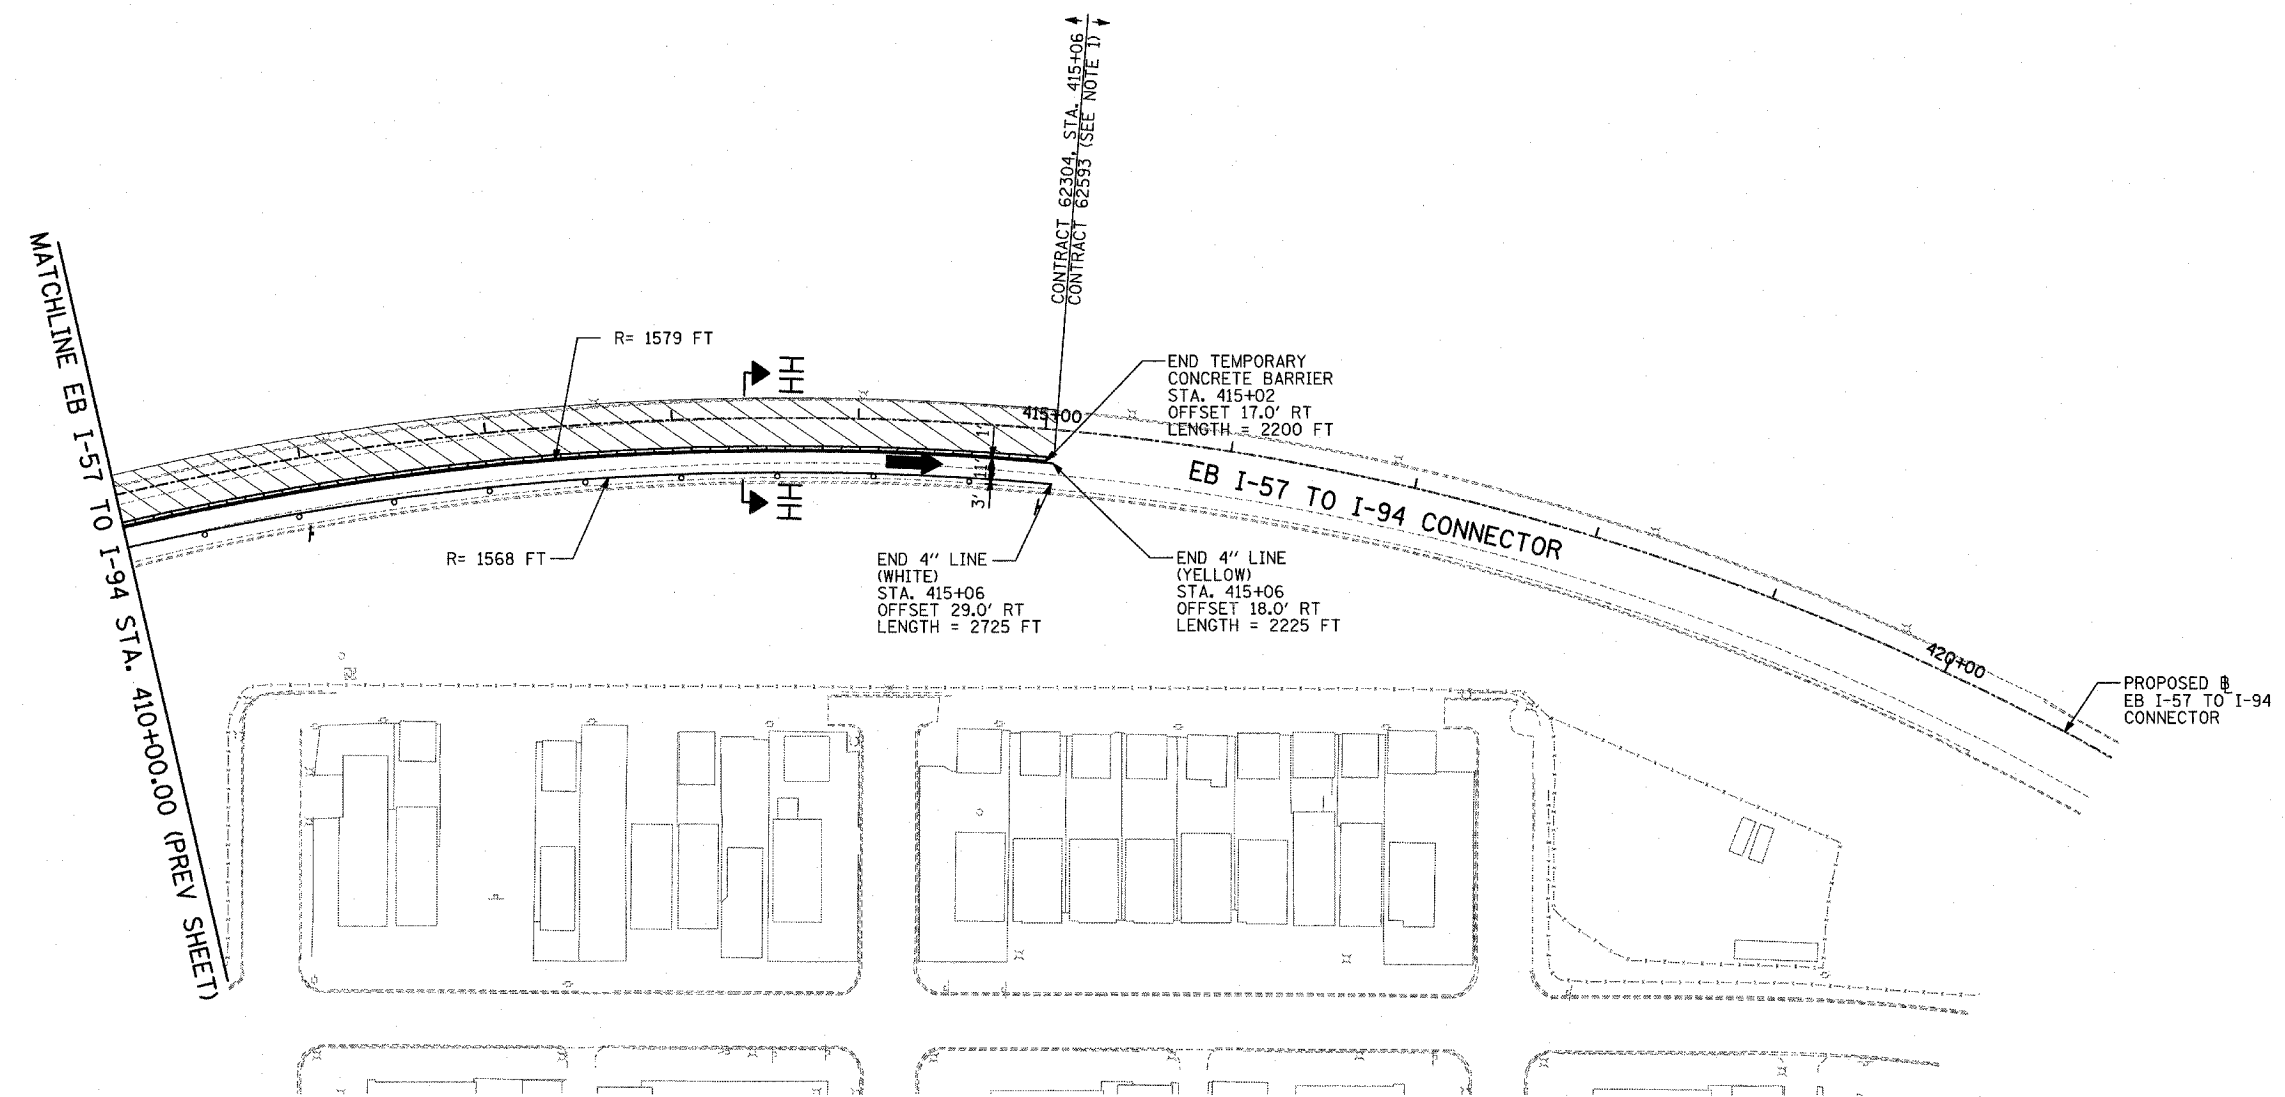 CONTRACT 62304, STA. 415+06
CONTRACT 62593 (SEE NOTE 1)
MATCHLINE EB I-57 TO I-94 STA. 410+00.00 (PREV SHEET)
R= 1579 FT
HH
END TEMPORARY
CONCRETE BARRIER
STA. 415+02
OFFSET 17.0' RT
LENGTH = 2200 FT
415+00
1'
11'
3'
HH
EB I-57 TO I-94 CONNECTOR
R= 1568 FT
END 4" LINE
(WHITE)
STA. 415+06
OFFSET 29.0' RT
LENGTH = 2725 FT
END 4" LINE
(YELLOW)
STA. 415+06
OFFSET 18.0' RT
LENGTH = 2225 FT
420+00
PROPOSED BL
EB I-57 TO I-94
CONNECTOR